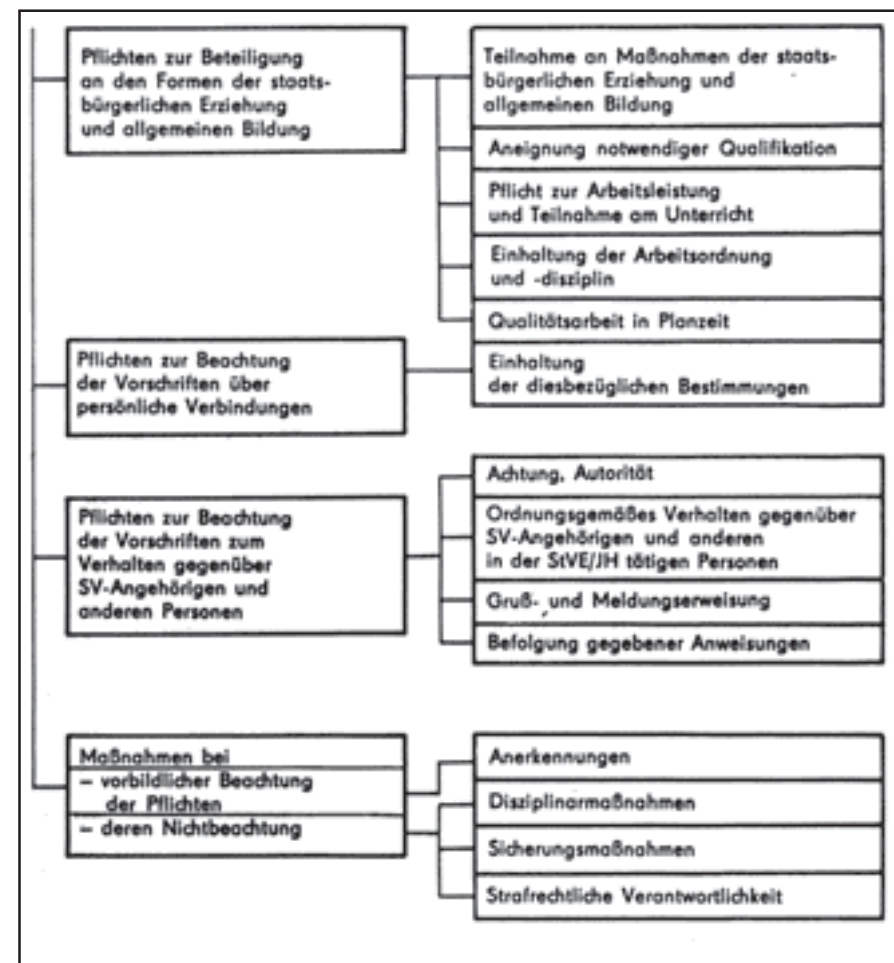 Pflichten zur Beteiligung
an den Formen der staats-
bürgerlichen Erziehung
und allgemeinen Bildung
Teilnahme an Maßnahmen der staats-
bürgerlichen Erziehung und
allgemeinen Bildung
Aneignung notwendiger Qualifikation
Pflicht zur Arbeitsleistung
und Teilnahme am Unterricht
Einhaltung der Arbeitsordnung
und -disziplin
Qualitätsarbeit in Planzeit
Pflichten zur Beachtung
der Vorschriften über
persönliche Verbindungen
Einhaltung
der diesbezüglichen Bestimmungen
Pflichten zur Beachtung
der Vorschriften zum
Verhalten gegenüber
SV-Angehörigen und
anderen Personen
Achtung, Autorität
Ordnungsgemäßes Verhalten gegenüber
SV-Angehörigen und anderen
in der StVE/JH tätigen Personen
Gruß- und Meldungserweisung
Befolgung gegebener Anweisungen
Maßnahmen bei
– vorbildlicher Beachtung
der Pflichten
– deren Nichtbeachtung
Anerkennungen
Disziplinarmaßnahmen
Sicherungsmaßnahmen
Strafrechtliche Verantwortlichkeit